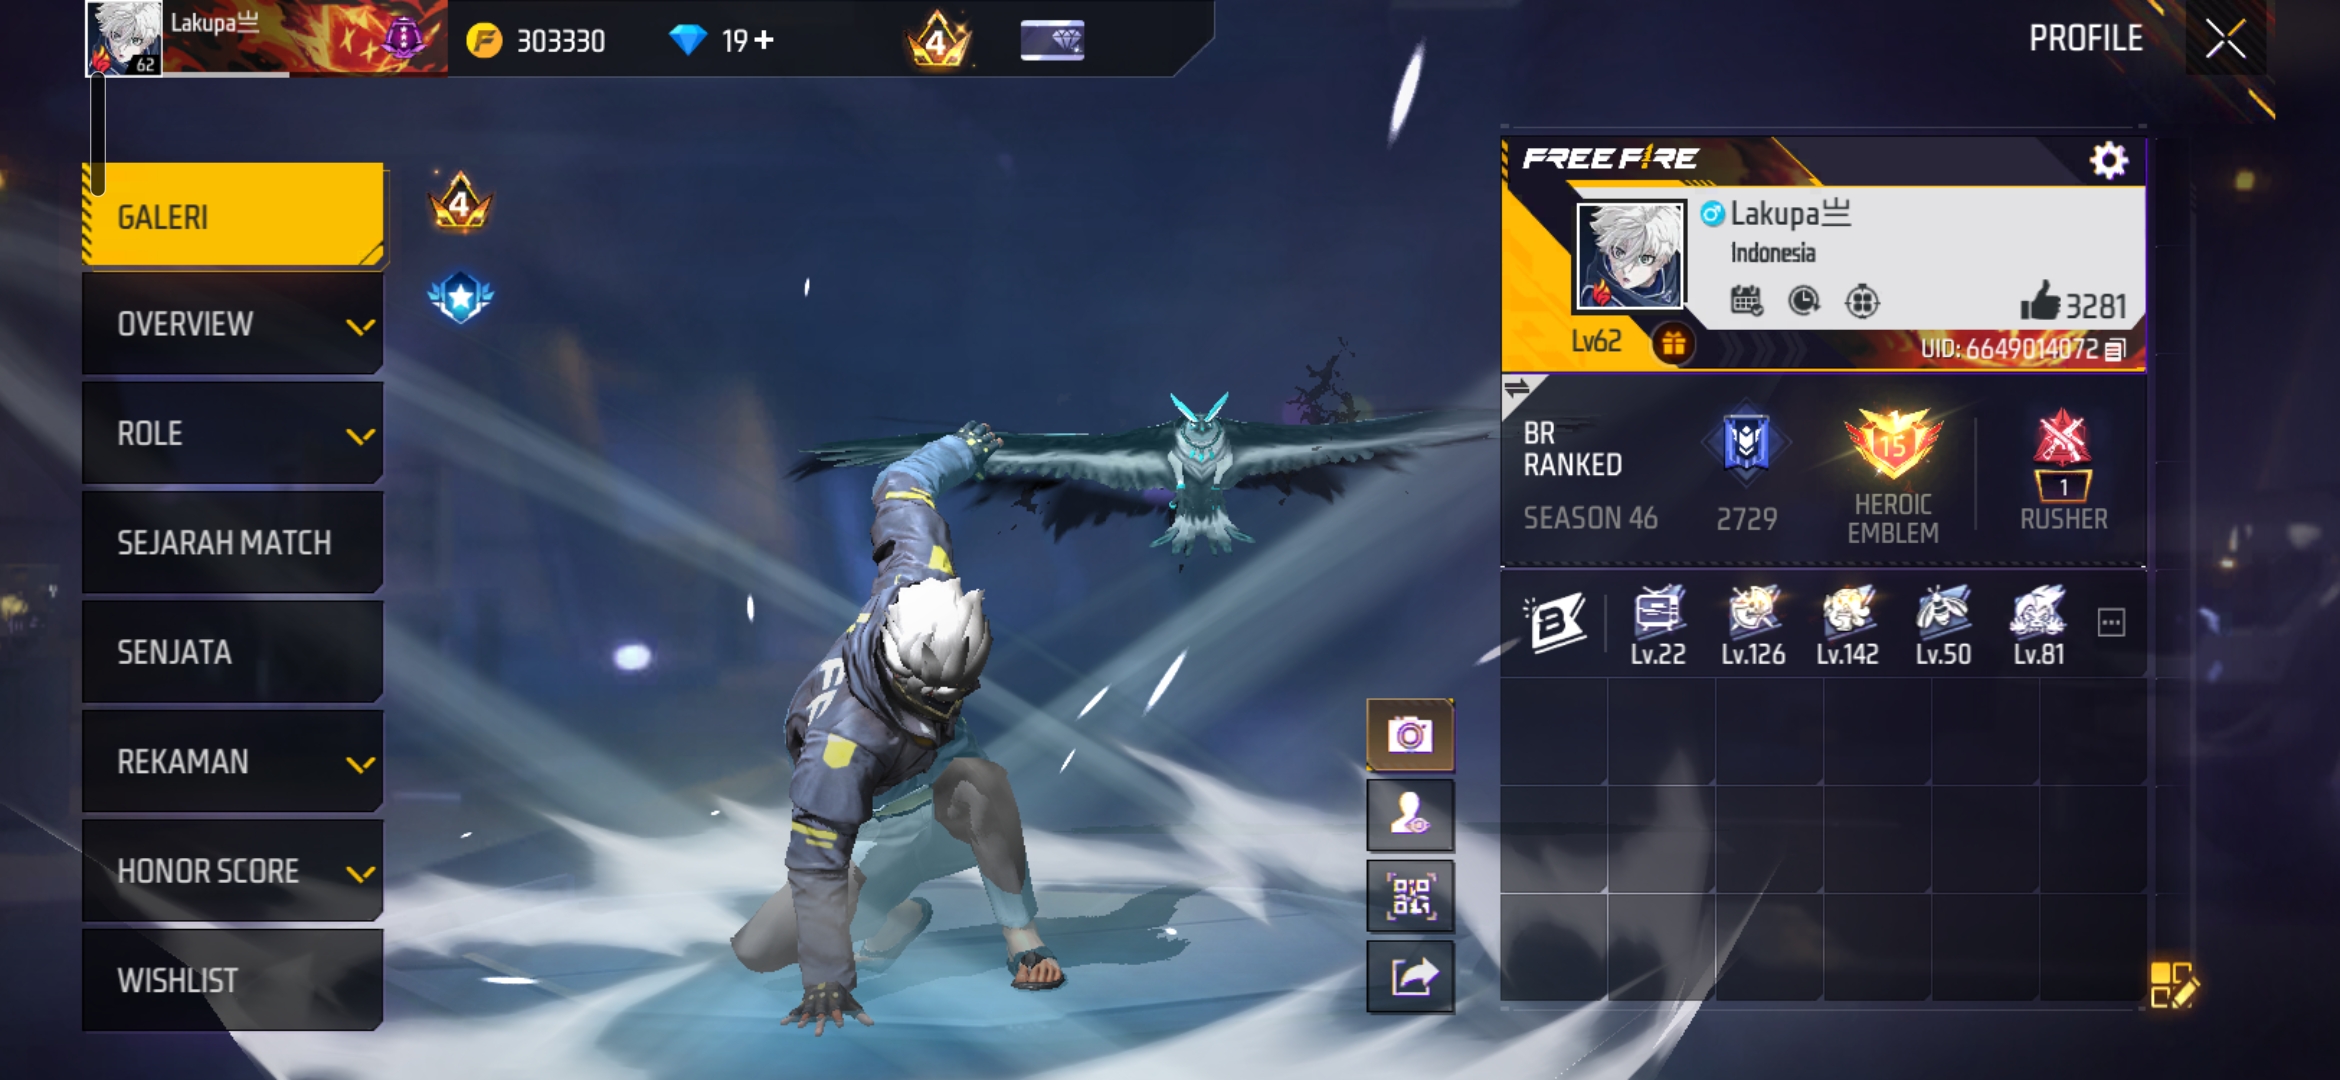 Lakupa亗
62
303330
19+
4
PROFILE
GALERI
OVERVIEW
ROLE
SEJARAH MATCH
SENJATA
REKAMAN
HONOR SCORE
WISHLIST
4
FF
FREE FIRE
Lakupa亗
Indonesia
3281
Lv62
UID: 6649014072
BR
RANKED
SEASON 46
2729
15
HEROIC
EMBLEM
1
RUSHER
B
Lv.22
Lv.126
Lv.142
Lv.50
Lv.81